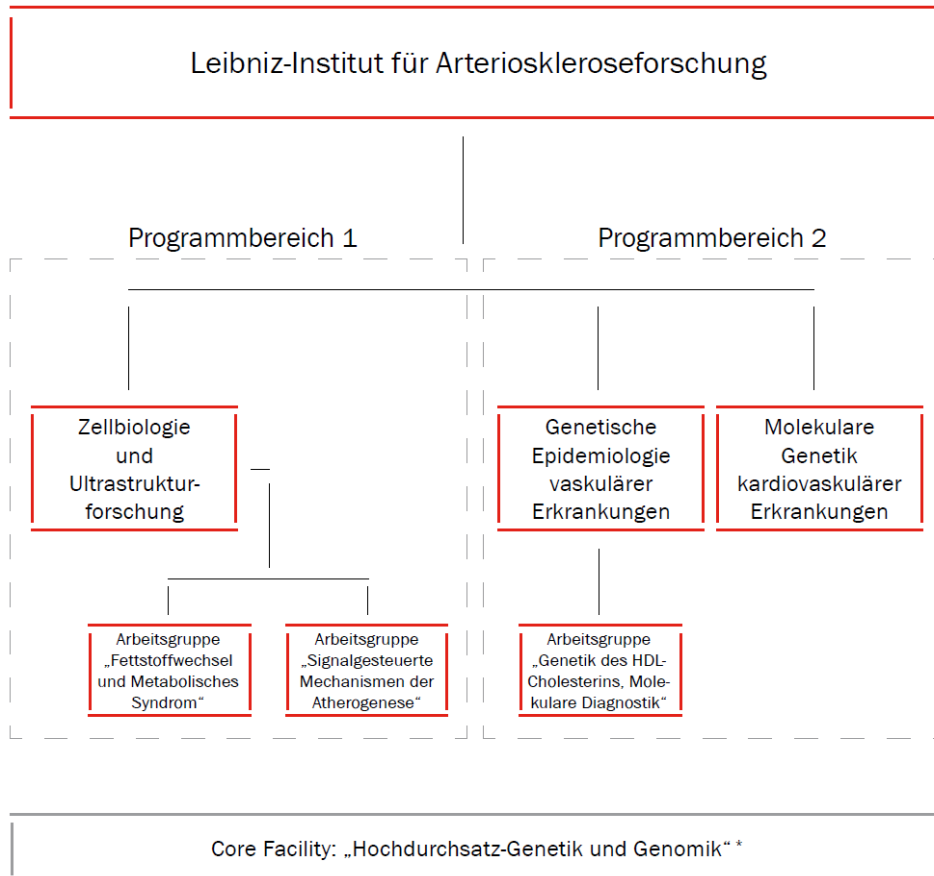 Leibniz-Institut für Arterioskleroseforschung
Programmbereich 1
Programmbereich 2
Zellbiologie
und
Ultrastruktur-
forschung
Genetische
Epidemiologie
vaskulärer
Erkrankungen
Molekulare
Genetik
kardiovaskulärer
Erkrankungen
Arbeitsgruppe
„Fettstoffwechsel
und Metabolisches
Syndrom“
Arbeitsgruppe
„Signalgesteuerte
Mechanismen der
Atherogenese“
Arbeitsgruppe
„Genetik des HDL-
Cholesterins, Mole-
kulare Diagnostik“
Core Facility: „Hochdurchsatz-Genetik und Genomik“ *